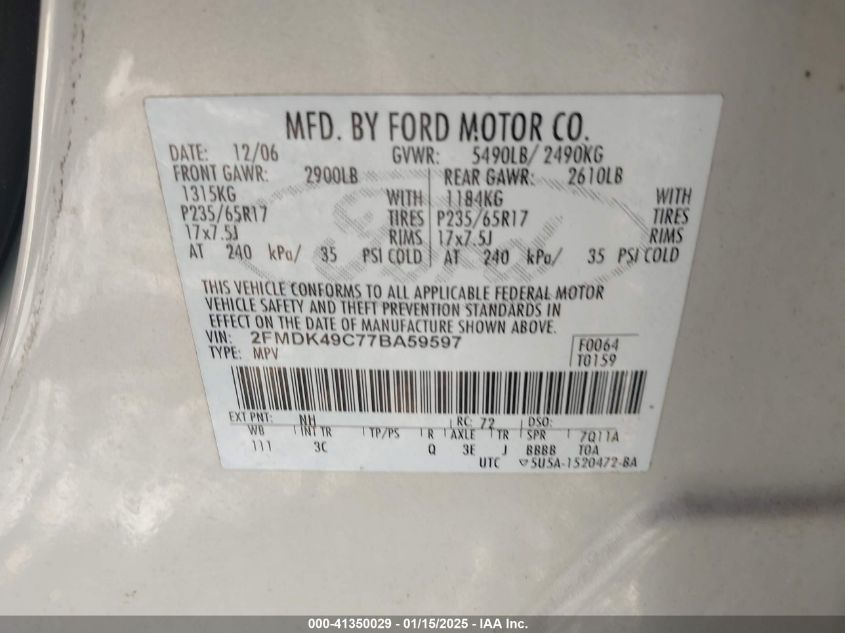 MFD. BY FORD MOTOR CO.
DATE: 12/06 GVWR: 5490LB/ 2490KG
FRONT GAWR: 2900LB REAR GAWR: 2610LB
1315KG WITH 1184KG WITH
P235/65R17 TIRES P235/65R17 TIRES
17x7.5J RIMS 17x7.5J RIMS
AT 240 kPa/ 35 PSI COLD AT 240 kPa/ 35 PSI COLD
THIS VEHICLE CONFORMS TO ALL APPLICABLE FEDERAL MOTOR
VEHICLE SAFETY AND THEFT PREVENTION STANDARDS IN
EFFECT ON THE DATE OF MANUFACTURE SHOWN ABOVE.
VIN: 2FMDK49C77BA59597 F0064
TYPE: MPV T0159
EXT PNT: NH RC: 72 DSO:
WB INT TR TP/PS R AXLE TR SPR 7Q11A
111 3C Q 3E J BBBB TOA
UTC 5U5A-1520472-BA
000-41350029 - 01/15/2025 - 1515A - IAA Inc.